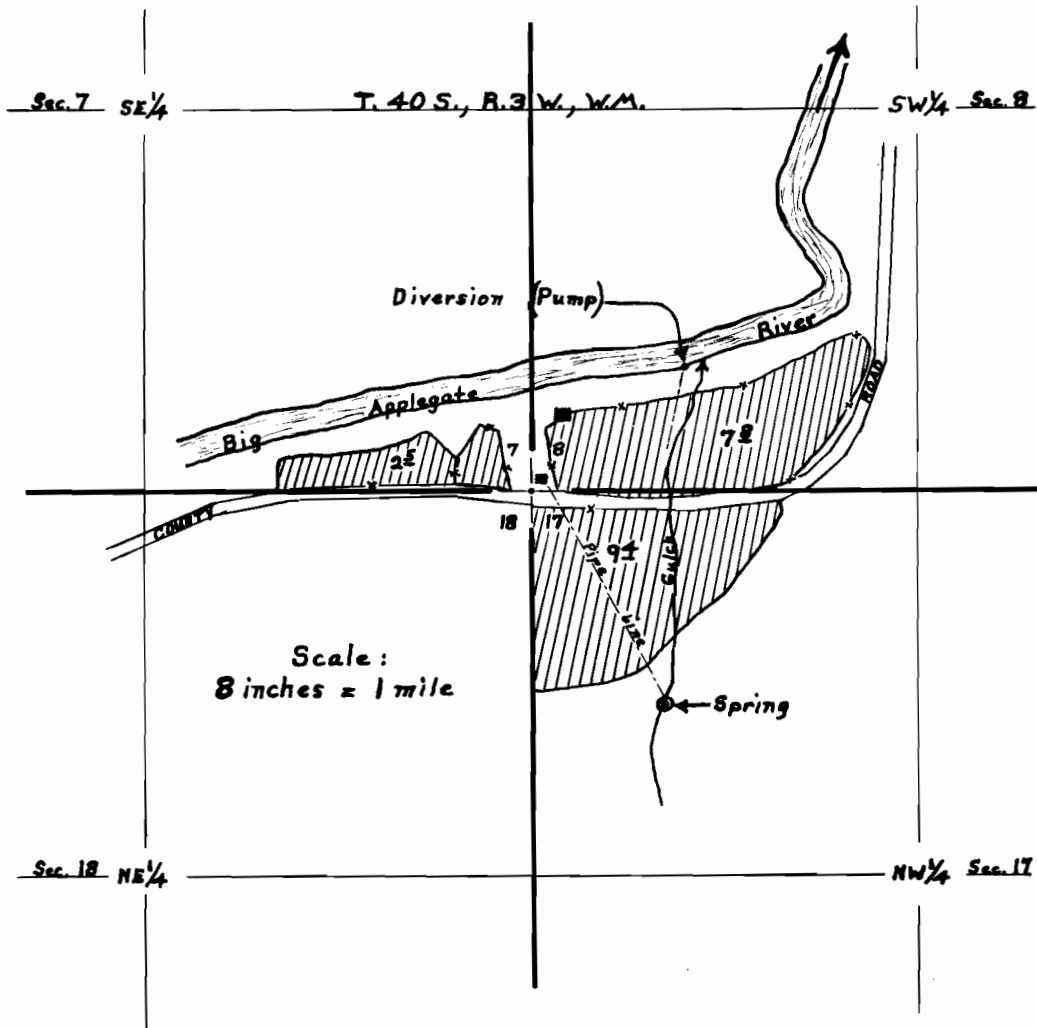 Sec. 7 SE¼ T. 40 S., R. 3 W., W.M. SW¼ Sec. 8
Diversion (Pump)
River
Applegate
Big
ROAD
7 8
2 5
7 8
COUNTY
18 17
9 4
Pipe Line
Gulch
Scale:
8 inches = 1 mile
Spring
Sec. 18 NE¼ NW¼ Sec. 17